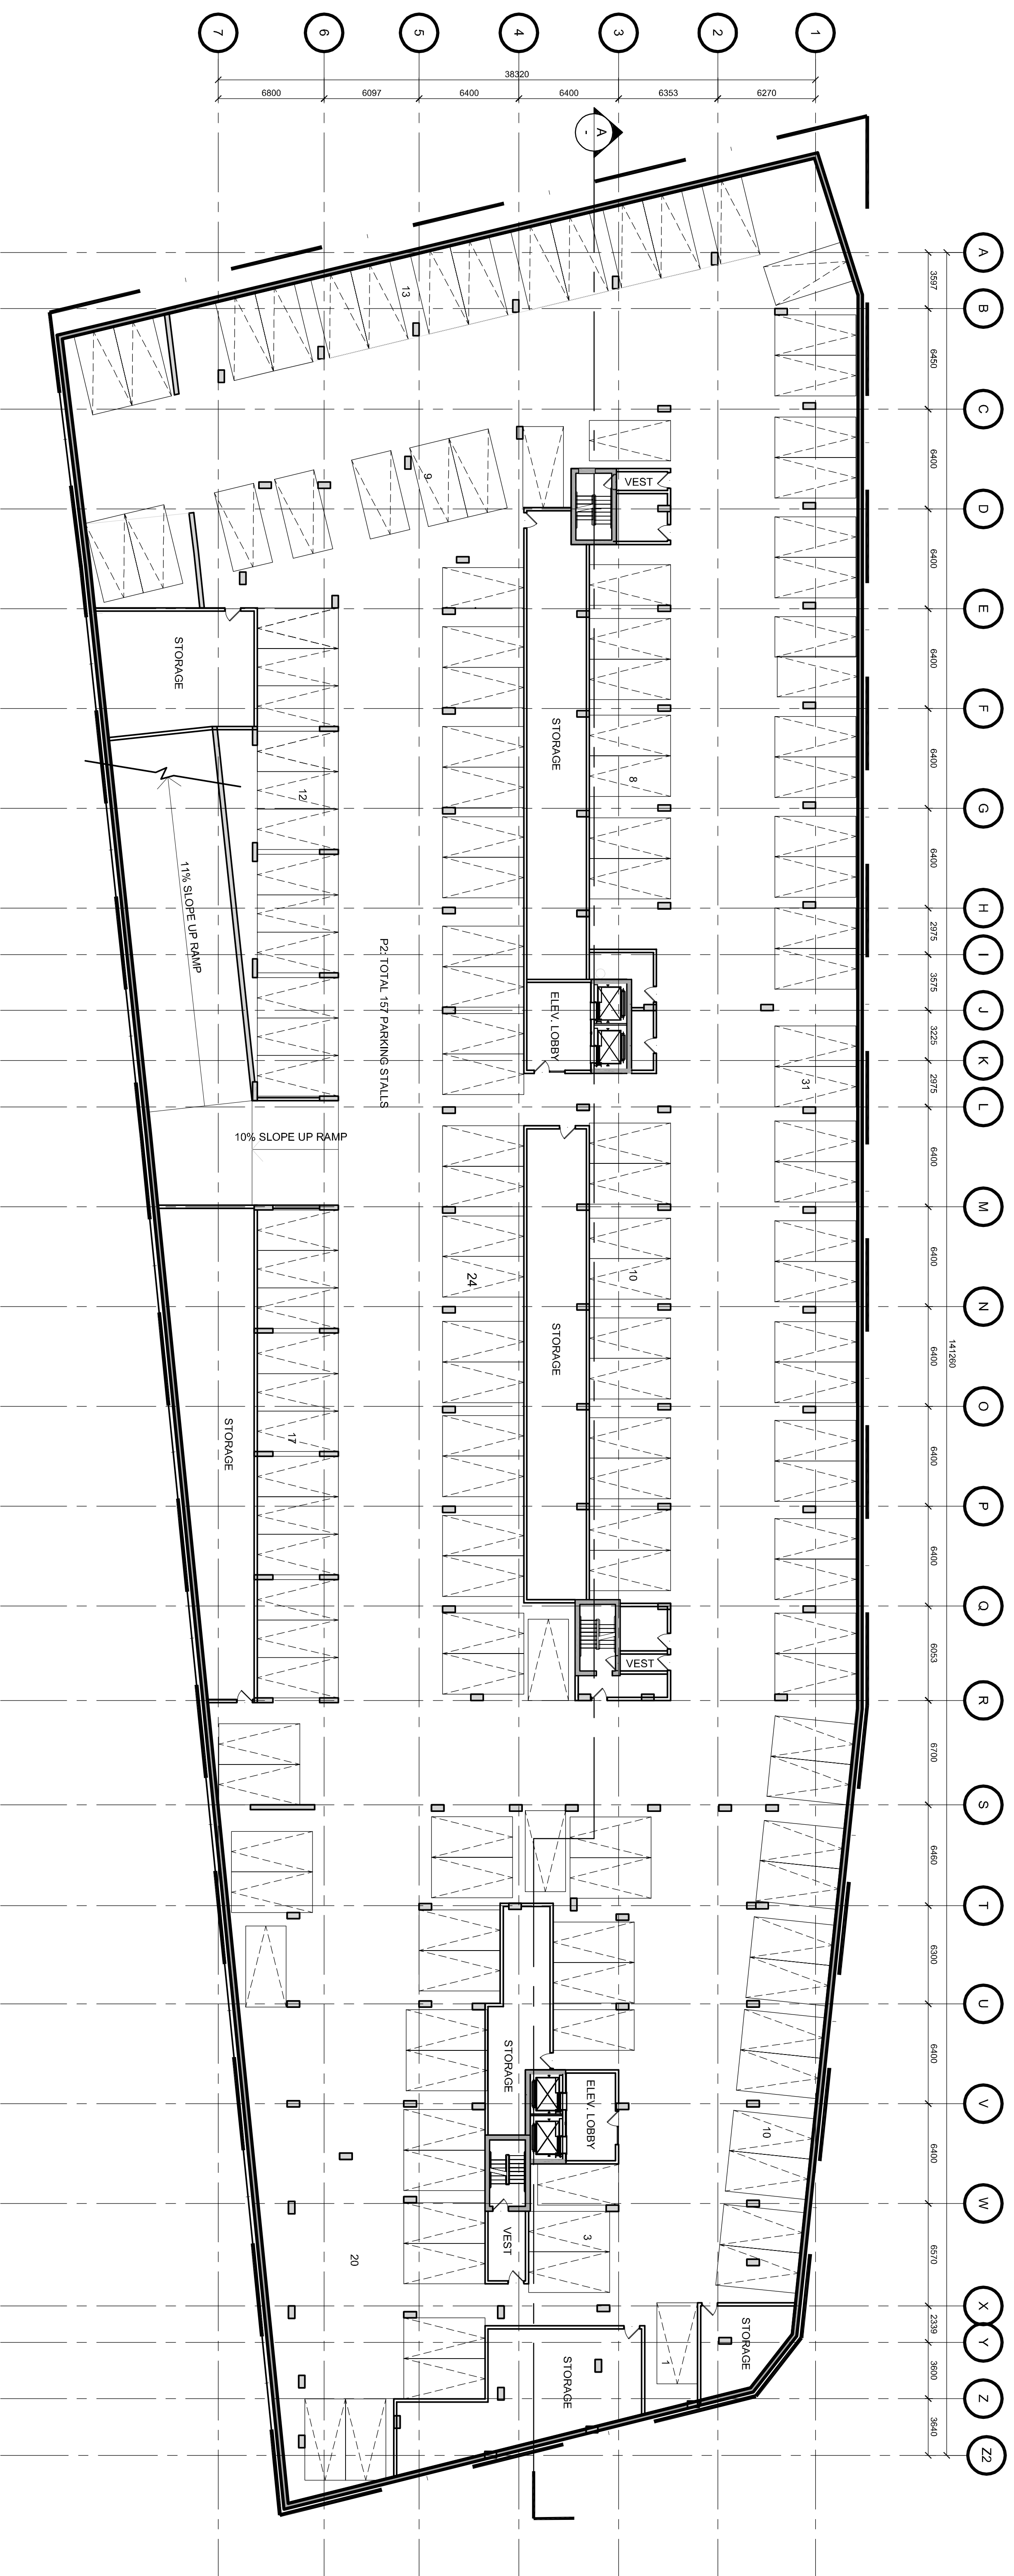 7
6
5
4
3
2
1
38320
6800
6097
6400
6400
6353
6270
A
-
A
3597
B
6450
C
6400
D
6400
E
6400
F
6400
G
6400
H
2975
I
3575
J
3225
K
2975
L
6400
M
6400
N
6400
141260
O
6400
P
6400
Q
6053
R
6700
S
6460
T
6300
U
6400
V
6400
W
6570
X
2339
Y
3600
Z
3640
Z2
13
9
VEST
STORAGE
STORAGE
8
12
11% SLOPE UP RAMP
P2: TOTAL 157 PARKING STALLS
ELEV. LOBBY
31
10% SLOPE UP RAMP
24
10
STORAGE
STORAGE
17
VEST
STORAGE
ELEV. LOBBY
10
VEST
3
20
STORAGE
STORAGE
1